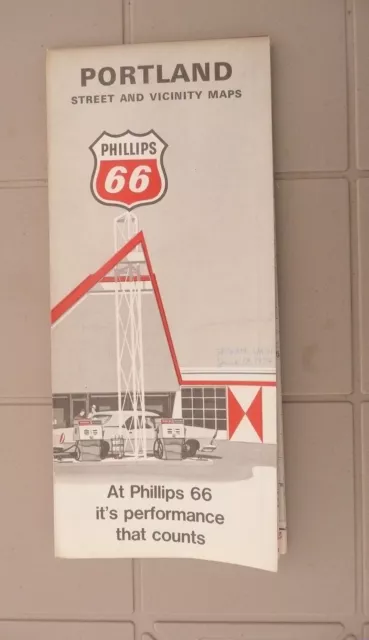 PORTLAND
STREET AND VICINITY MAPS
PHILLIPS
66
At Phillips 66
it's performance
that counts